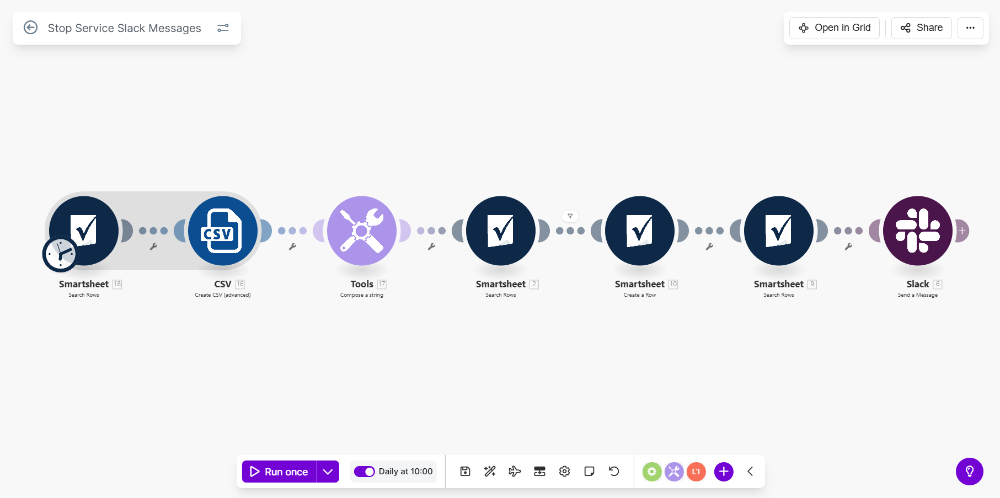 Stop Service Slack Messages
Open in Grid
Share
CSV
Smartsheet 18
Search Rows
CSV 16
Create CSV (advanced)
Tools 17
Compose a string
Smartsheet 2
Search Rows
Smartsheet 10
Create a Row
Smartsheet 9
Search Rows
Slack 6
Send a Message
Run once
Daily at 10:00